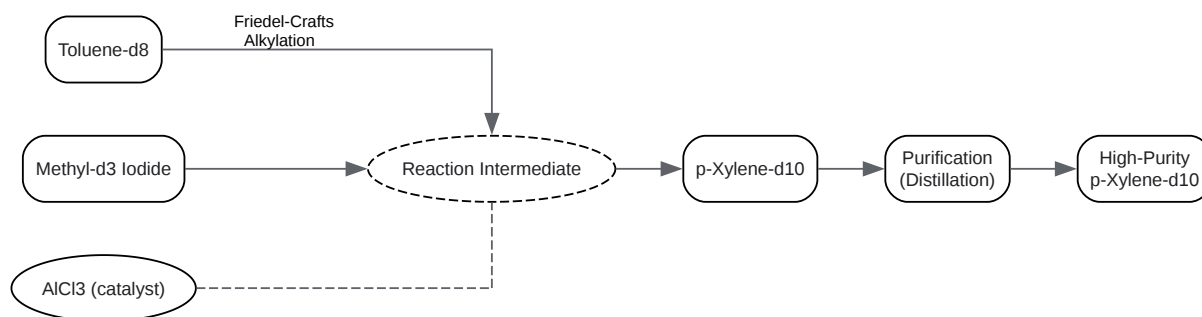 Friedel-Crafts
Alkylation
Toluene-d8
Methyl-d3 Iodide
Reaction Intermediate
p-Xylene-d10
Purification
(Distillation)
High-Purity
p-Xylene-d10
AlCl3 (catalyst)